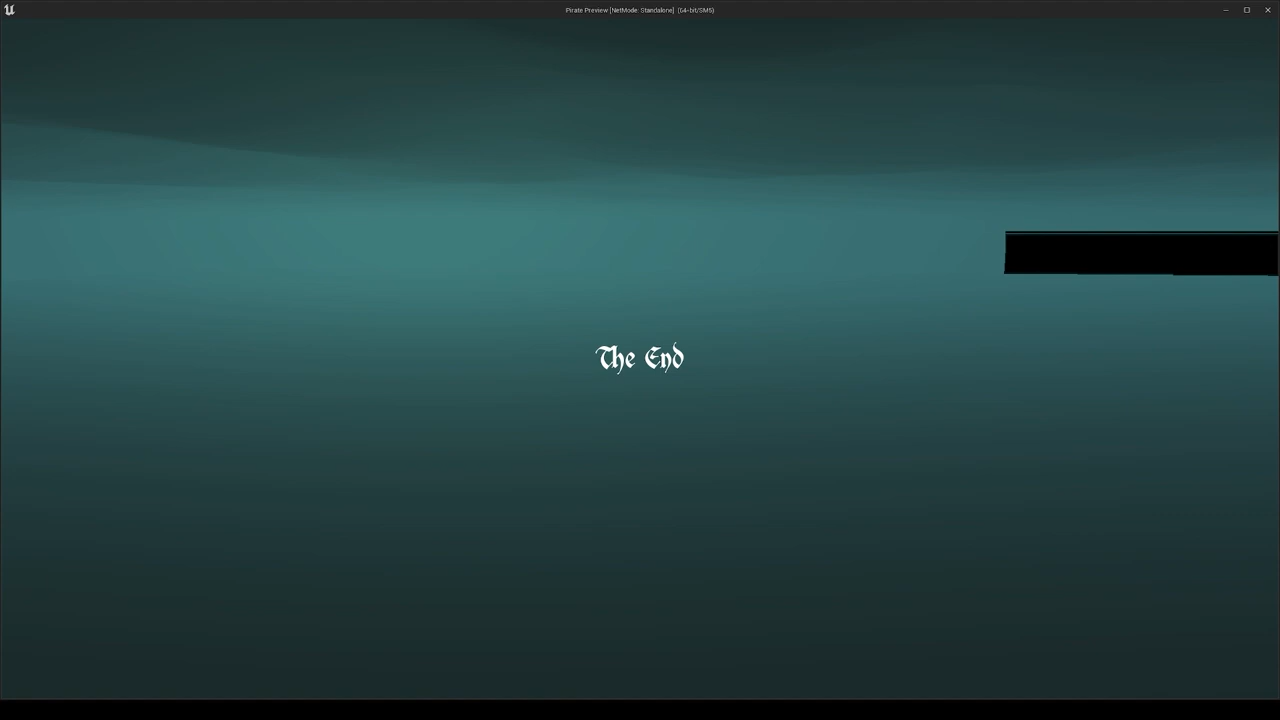 Pirate Preview [NetMode: Standalone] (64-bit/SM5)
The End